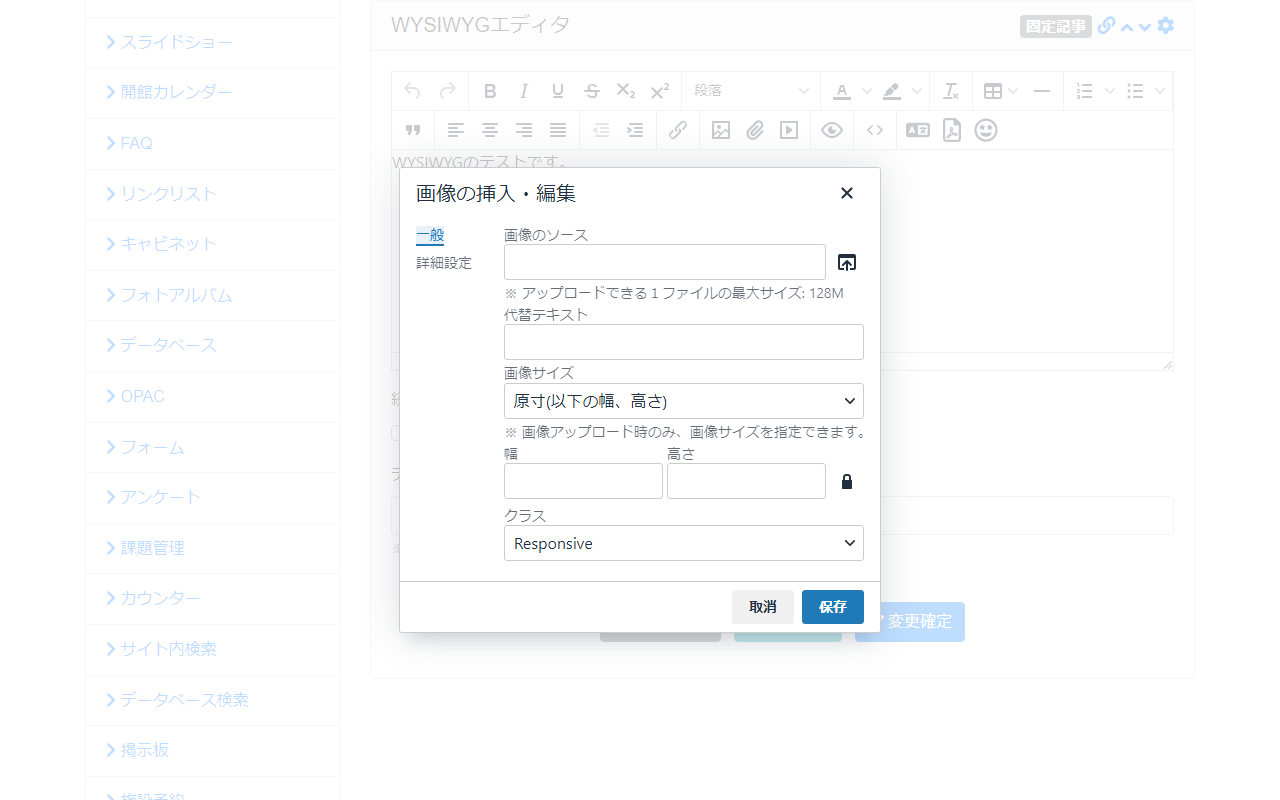 スライドショー
開館カレンダー
FAQ
リンクリスト
キャビネット
フォトアルバム
データベース
OPAC
フォーム
アンケート
課題管理
カウンター
サイト内検索
データベース検索
掲示板
施設予約
WYSIWYGエディタ
固定記事
B I U S X₂ X² 段落 A
WYSIWYGのテストです。
画像の挿入・編集
一般
詳細設定
画像のソース
※ アップロードできる１ファイルの最大サイズ: 128M
代替テキスト
画像サイズ
原寸(以下の幅、高さ)
※ 画像アップロード時のみ、画像サイズを指定できます。
幅 高さ
クラス
Responsive
取消 保存
変更確定